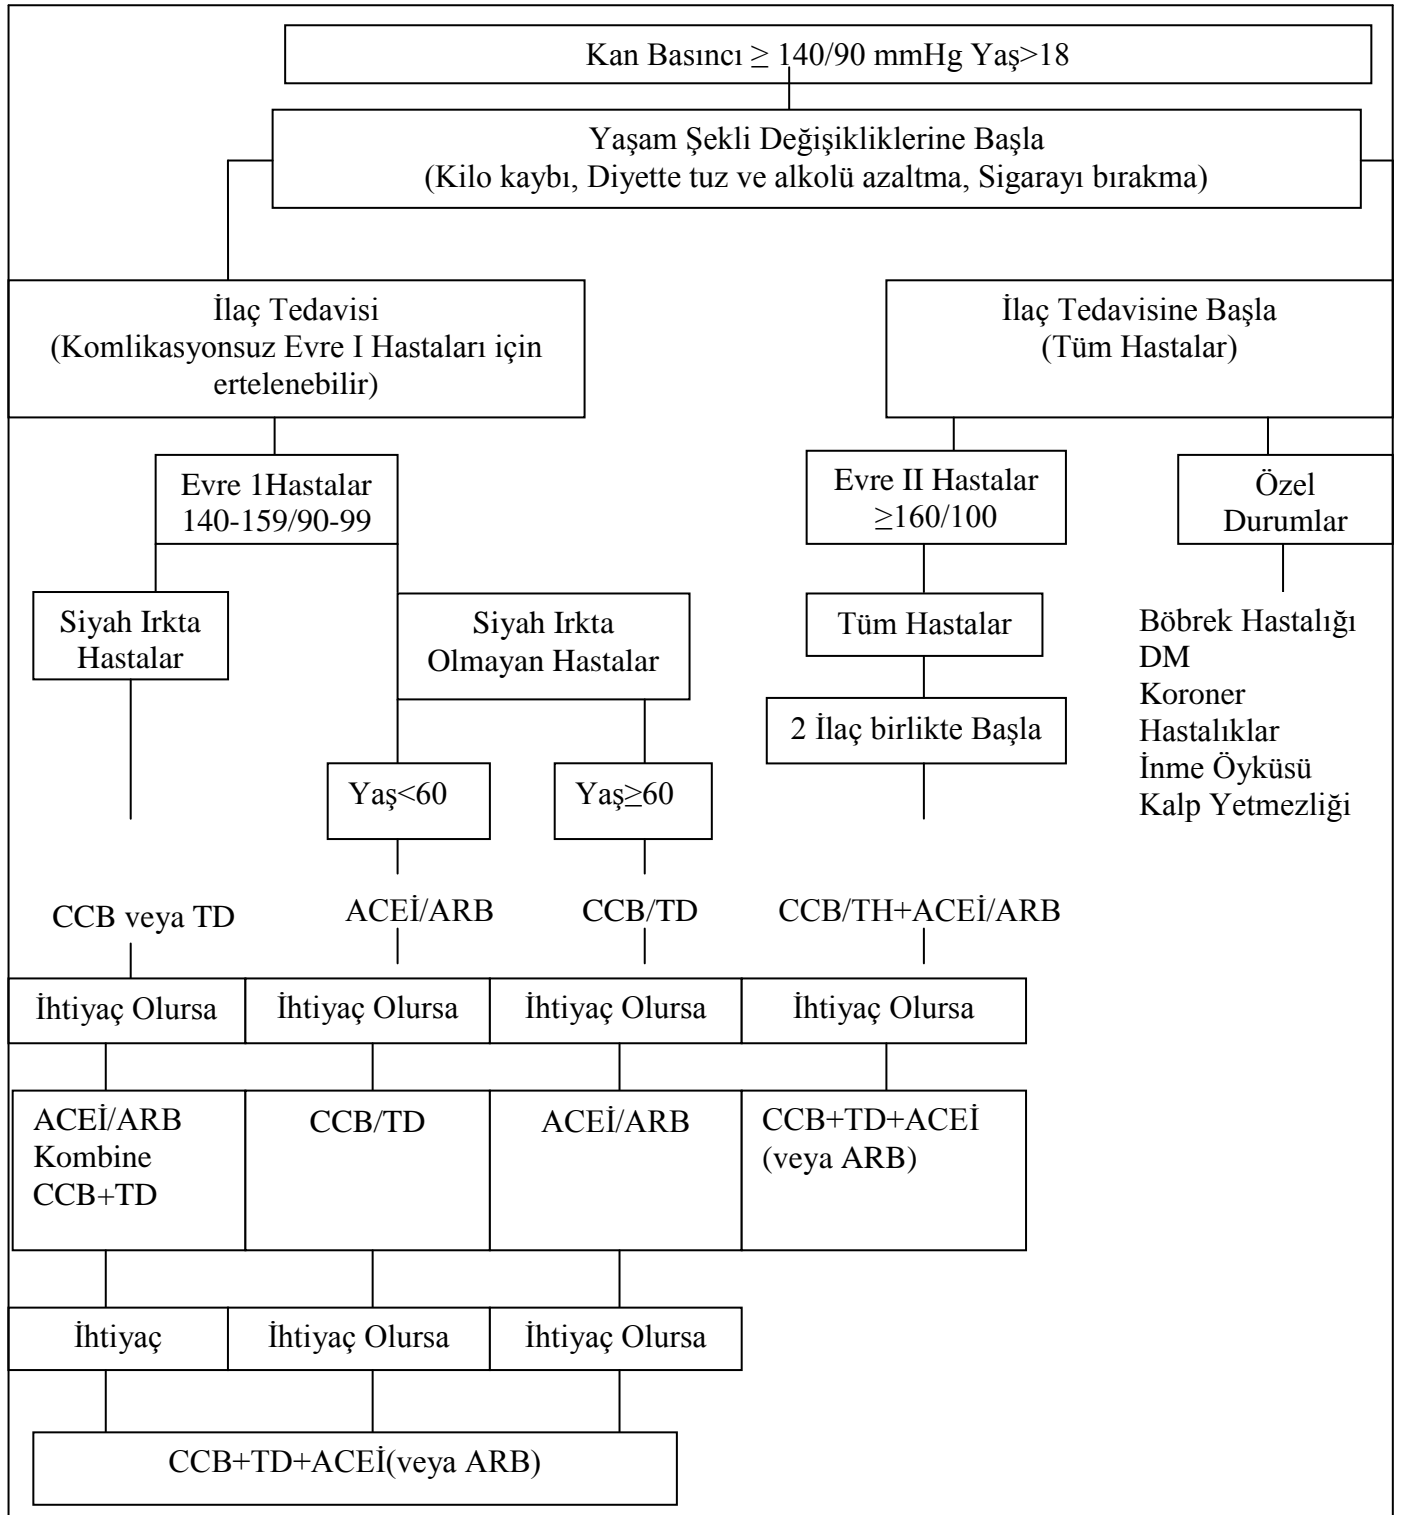 Kan Basıncı ≥ 140/90 mmHg Yaş>18
Yaşam Şekli Değişikliklerine Başla
(Kilo kaybı, Diyette tuz ve alkolü azaltma, Sigarayı bırakma)
İlaç Tedavisi
(Komlikasyonsuz Evre I Hastaları için
ertelenebilir)
İlaç Tedavisine Başla
(Tüm Hastalar)
Evre 1Hastalar
140-159/90-99
Evre II Hastalar
≥160/100
Özel
Durumlar
Siyah Irkta
Hastalar
Siyah Irkta
Olmayan Hastalar
Tüm Hastalar
Böbrek Hastalığı
DM
Koroner
Hastalıklar
İnme Öyküsü
Kalp Yetmezliği
2 İlaç birlikte Başla
Yaş<60
Yaş≥60
CCB veya TD
ACEİ/ARB
CCB/TD
CCB/TH+ACEİ/ARB
İhtiyaç Olursa
İhtiyaç Olursa
İhtiyaç Olursa
İhtiyaç Olursa
ACEİ/ARB
Kombine
CCB+TD
CCB/TD
ACEİ/ARB
CCB+TD+ACEİ
(veya ARB)
İhtiyaç
İhtiyaç Olursa
İhtiyaç Olursa
CCB+TD+ACEİ(veya ARB)